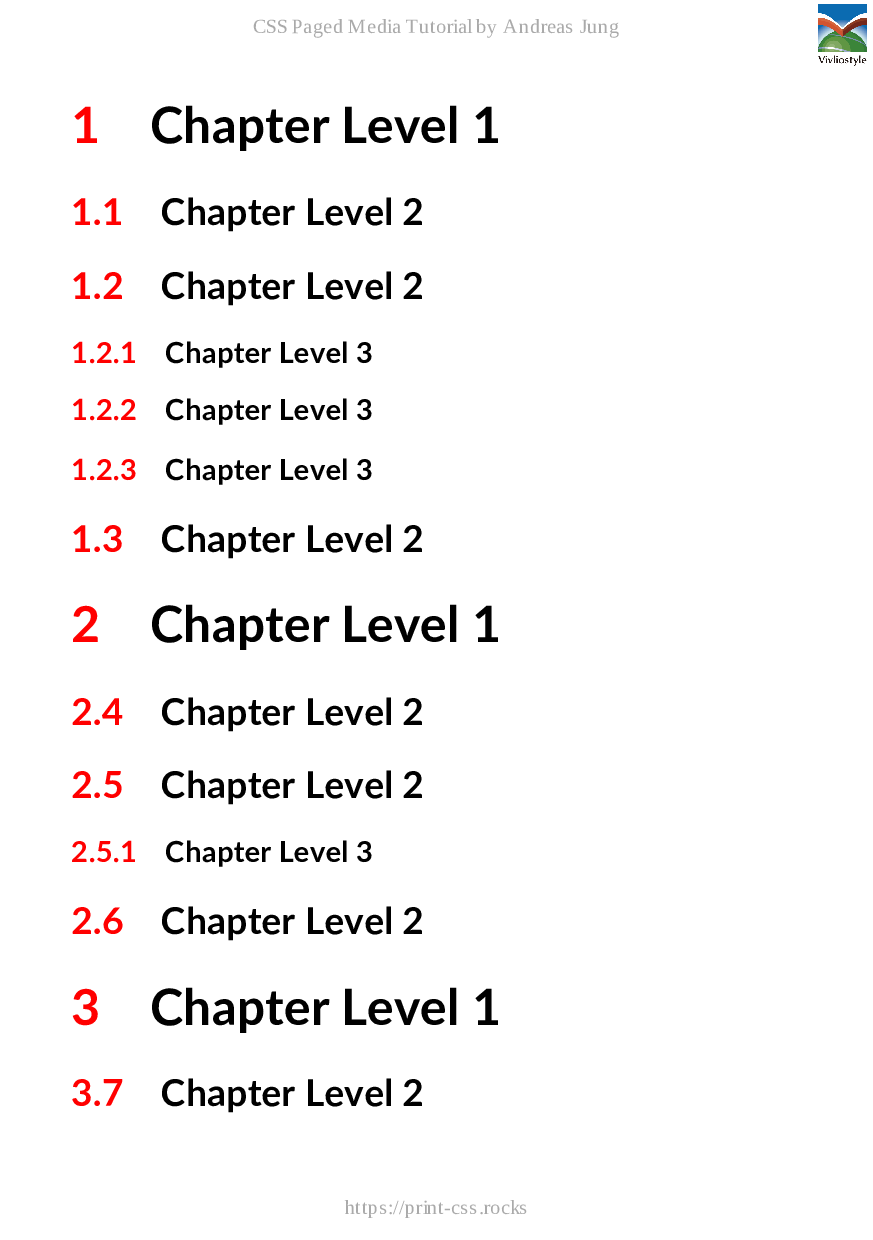 CSS Paged Media Tutorial by Andreas Jung
Vivliostyle
1 Chapter Level 1
1.1 Chapter Level 2
1.2 Chapter Level 2
1.2.1 Chapter Level 3
1.2.2 Chapter Level 3
1.2.3 Chapter Level 3
1.3 Chapter Level 2
2 Chapter Level 1
2.4 Chapter Level 2
2.5 Chapter Level 2
2.5.1 Chapter Level 3
2.6 Chapter Level 2
3 Chapter Level 1
3.7 Chapter Level 2
https://print-css.rocks